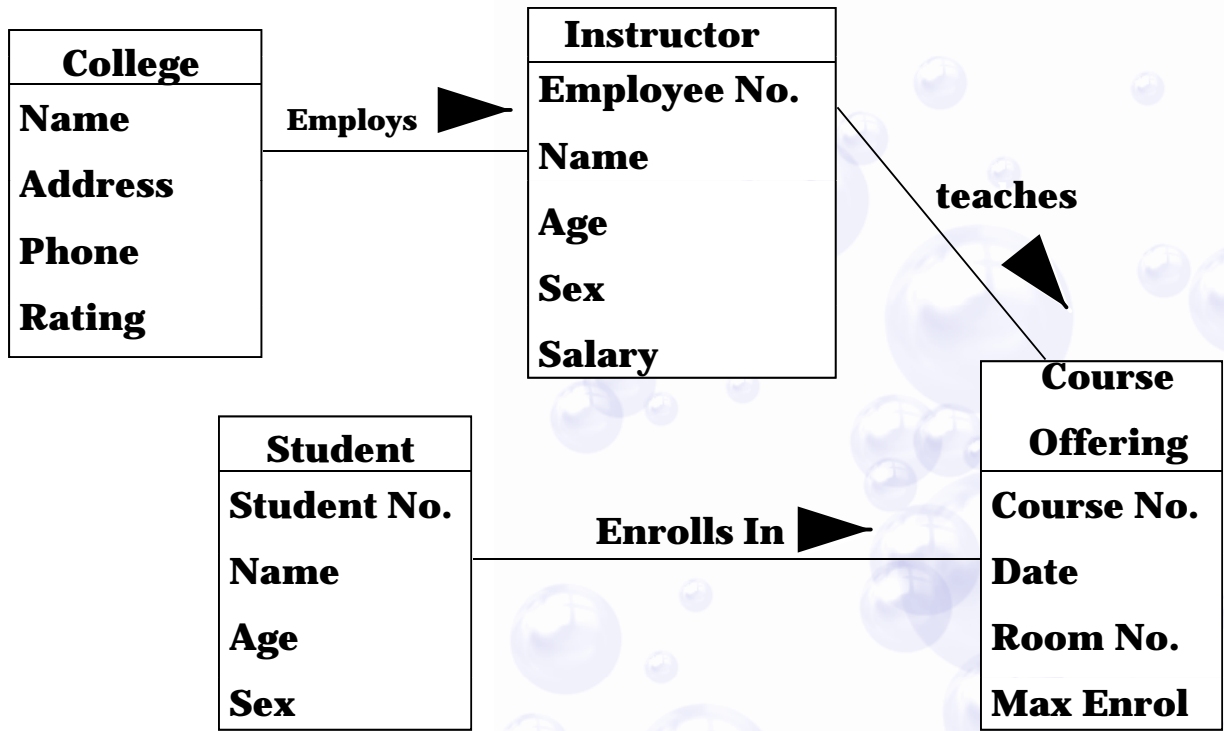 College
Name
Address
Phone
Rating
Employs
Instructor
Employee No.
Name
Age
Sex
Salary
teaches
Student
Student No.
Name
Age
Sex
Enrolls In
Course
Offering
Course No.
Date
Room No.
Max Enrol